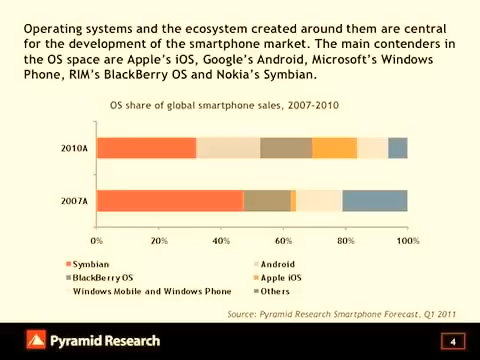 Operating systems and the ecosystem created around them are central
for the development of the smartphone market. The main contenders in
the OS space are Apple's iOS, Google's Android, Microsoft's Windows
Phone, RIM's BlackBerry OS and Nokia's Symbian.
OS share of global smartphone sales, 2007-2010
2010A
2007A
0% 20% 40% 60% 80% 100%
Symbian Android
BlackBerry OS Apple iOS
Windows Mobile and Windows Phone Others
Source: Pyramid Research Smartphone Forecast, Q1 2011
Pyramid Research 4